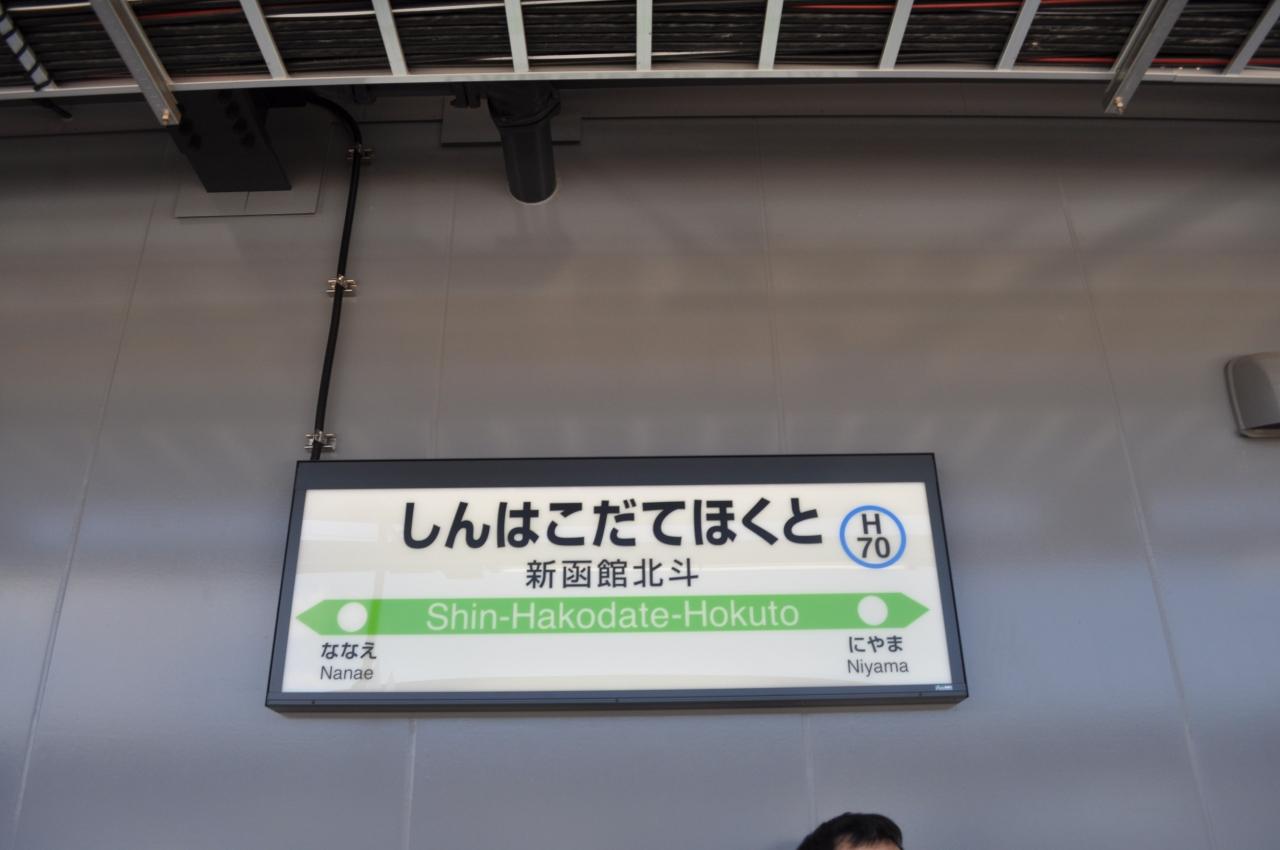 しんはこだてほくと
H
70
新函館北斗
Shin-Hakodate-Hokuto
ななえ
Nanae
にやま
Niyama